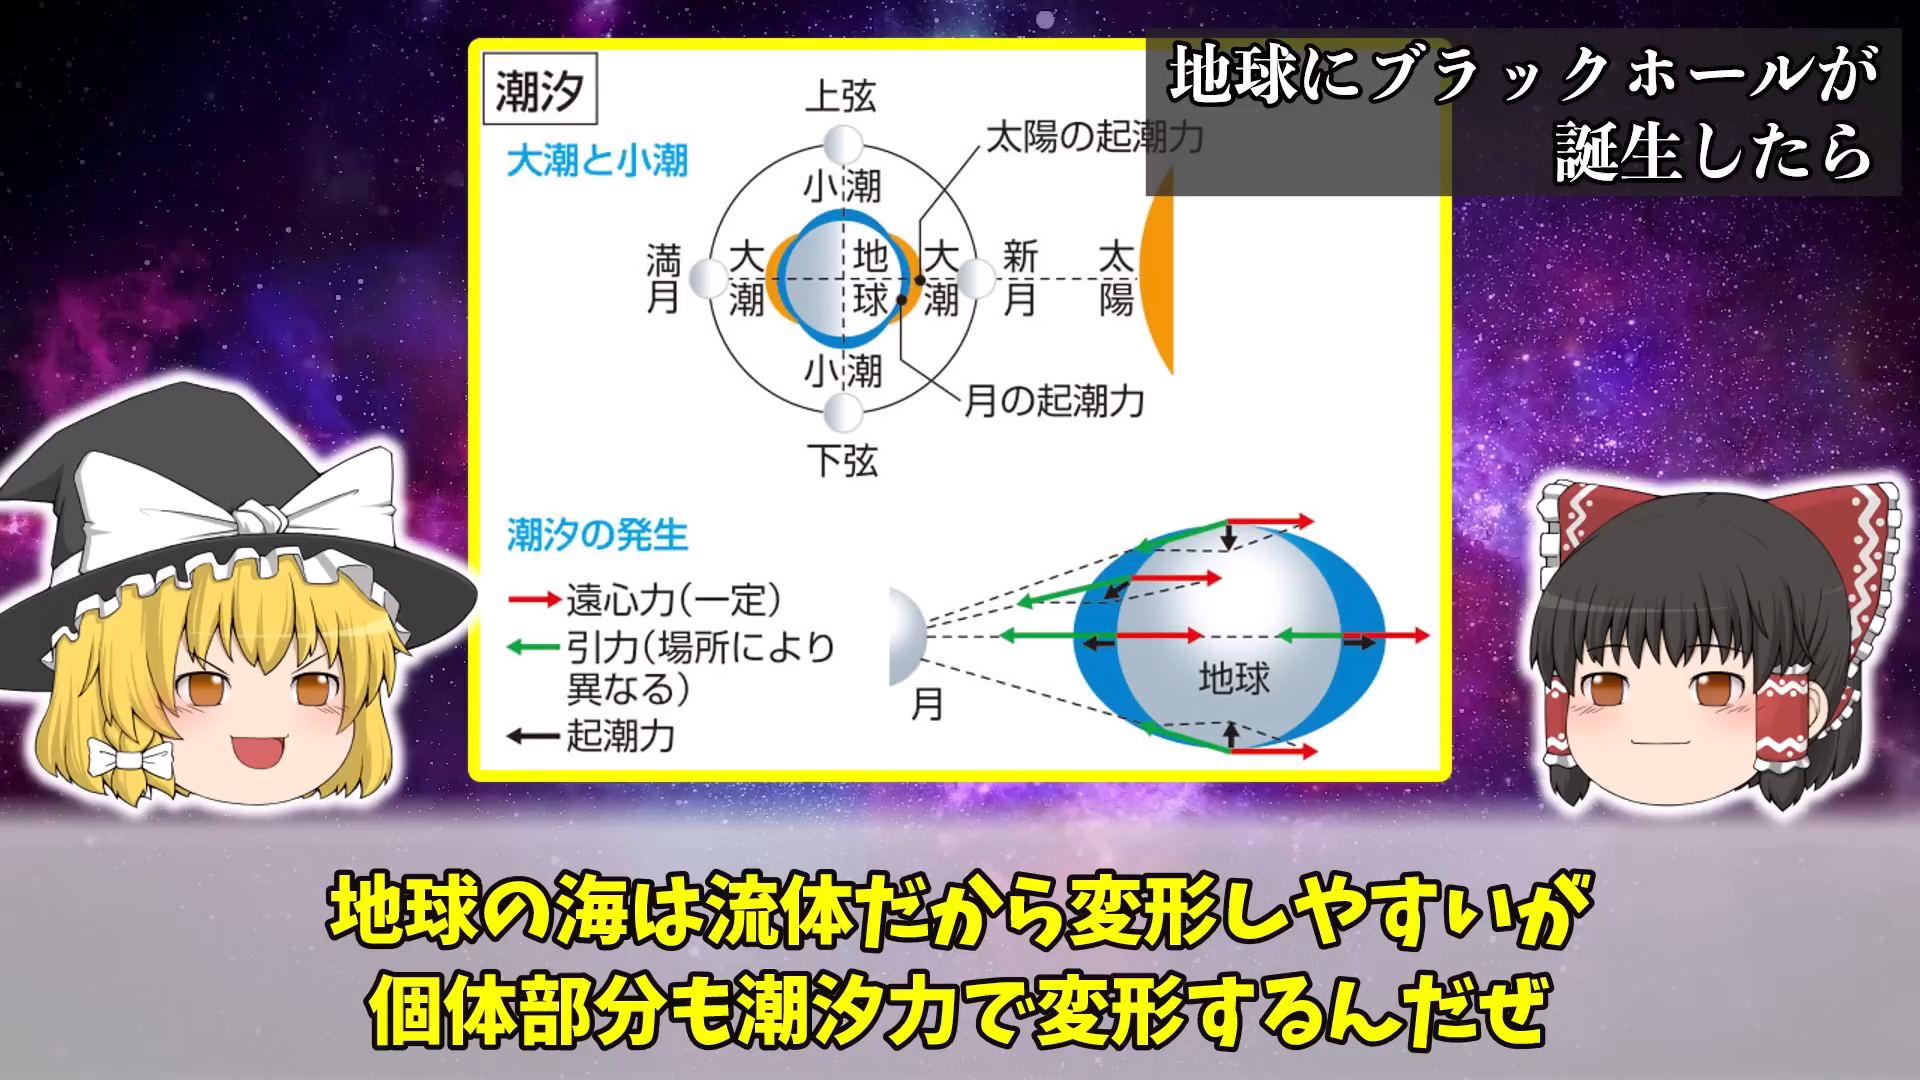 地球にブラックホールが
誕生したら
潮汐
大潮と小潮
上弦
太陽の起潮力
小潮
満月
大潮
地球
大潮
新月
太陽
小潮
月の起潮力
下弦
潮汐の発生
遠心力(一定)
引力(場所により
異なる)
起潮力
月
地球
地球の海は流体だから変形しやすいが
個体部分も潮汐力で変形するんだぜ